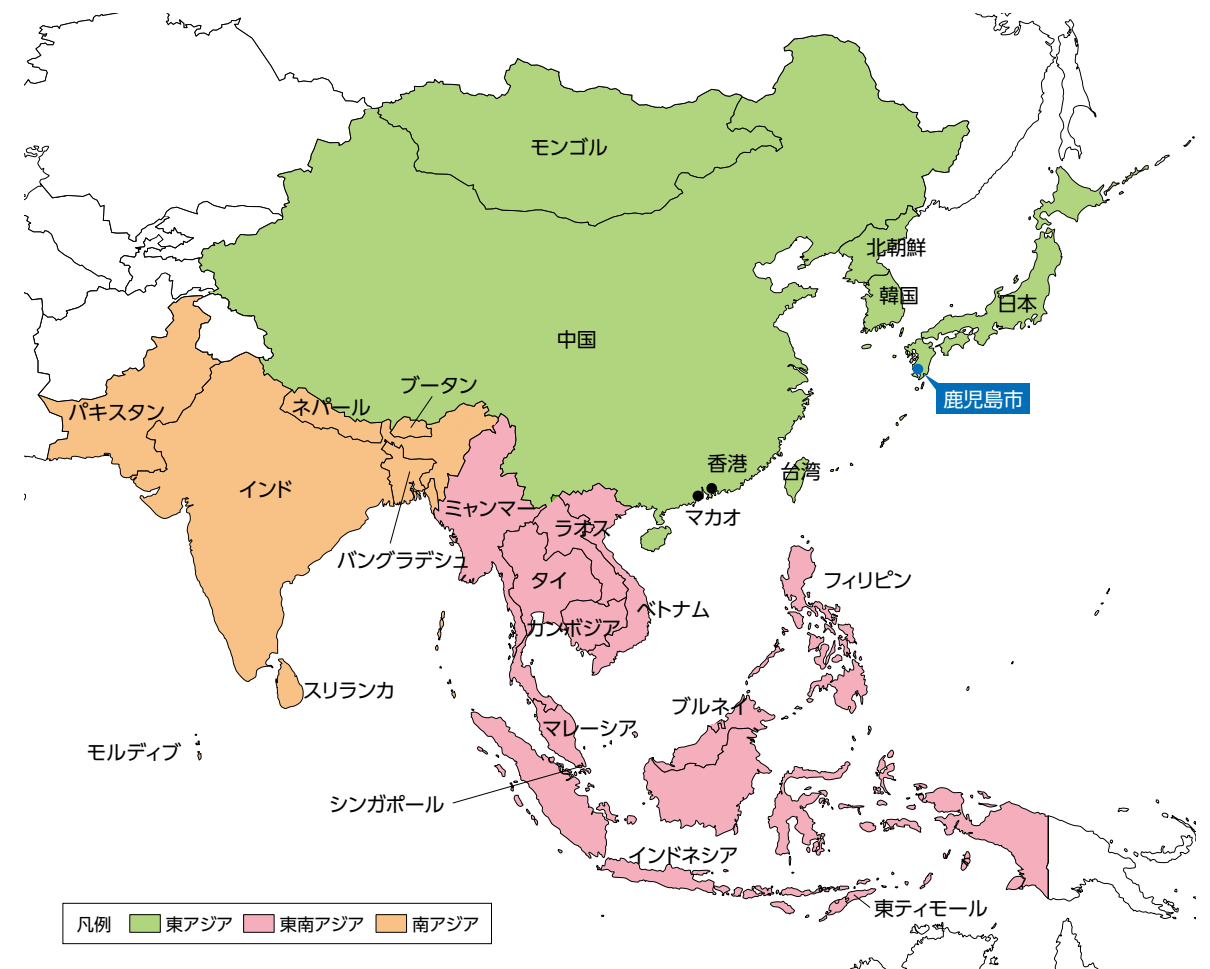 モンゴル
北朝鮮
韓国
日本
中国
鹿児島市
ブータン
ネパール
パキスタン
香港
台湾
インド
ミャンマー
マカオ
ラオス
バングラデシュ
タイ
フィリピン
ベトナム
カンボジア
スリランカ
ブルネイ
マレーシア
モルディブ
シンガポール
インドネシア
東ティモール
凡例 東アジア 東南アジア 南アジア